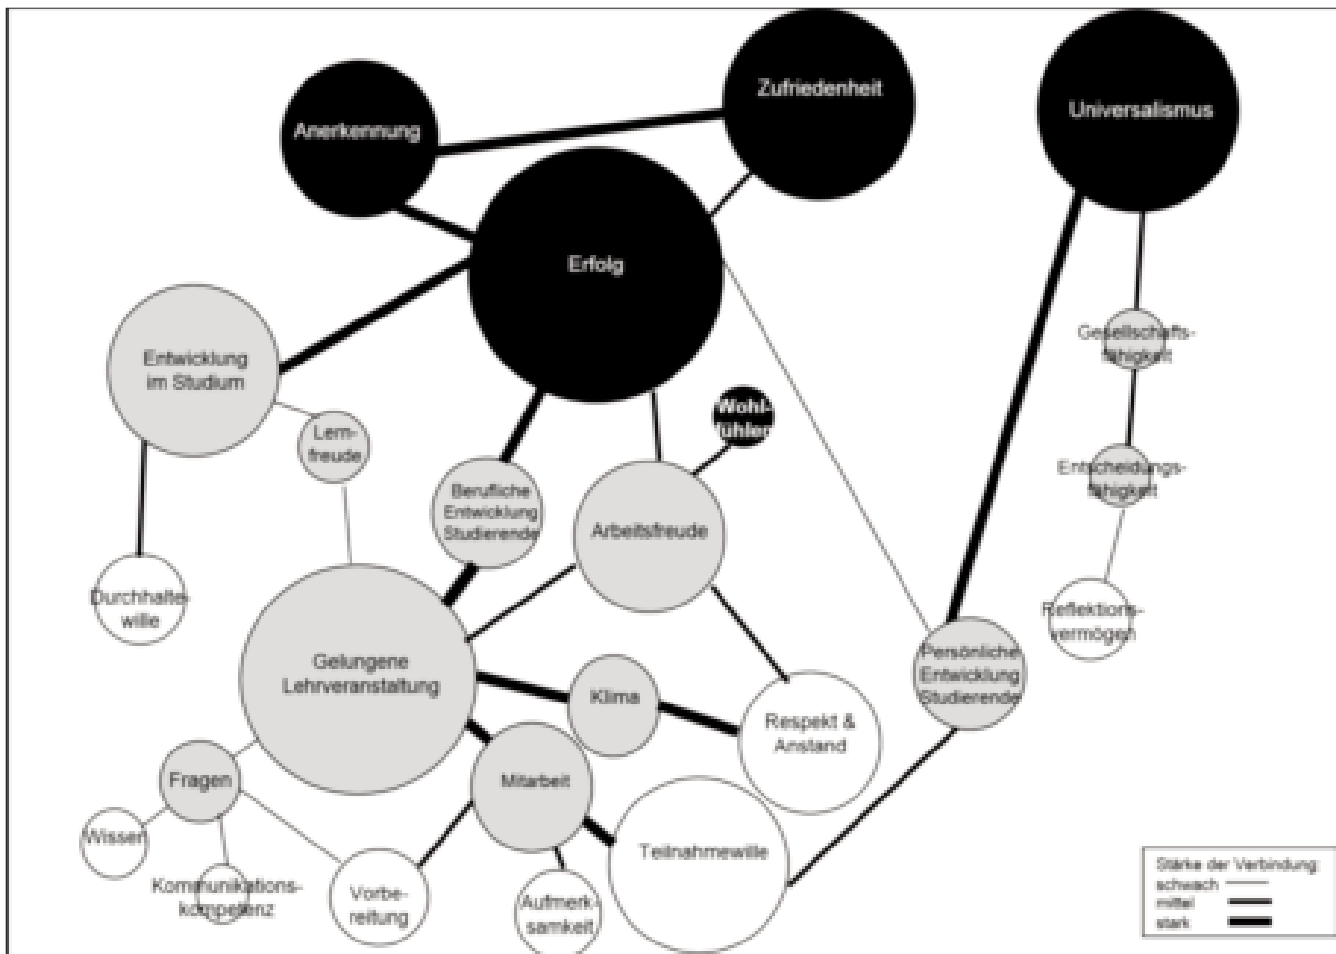 Zufriedenheit
Anerkennung
Universalismus
Erfolg
Gesellschafts-
fähigkeit
Entwicklung
im Studium
Wohl-
fühlen
Lern-
freude
Entscheidungs-
fähigkeit
Berufliche
Entwicklung
Studierende
Arbeitsfreude
Durchhalte-
wille
Reflektions-
vermögen
Gelungene
Lehrveranstaltung
Persönliche
Entwicklung
Studierende
Klima
Respekt &
Anstand
Fragen
Mitarbeit
Wissen
Teilnahmewille
Kommunikations-
kompetenz
Vorbe-
reitung
Aufmerk-
samkeit
Stärke der Verbindung:
schwach
mittel
stark